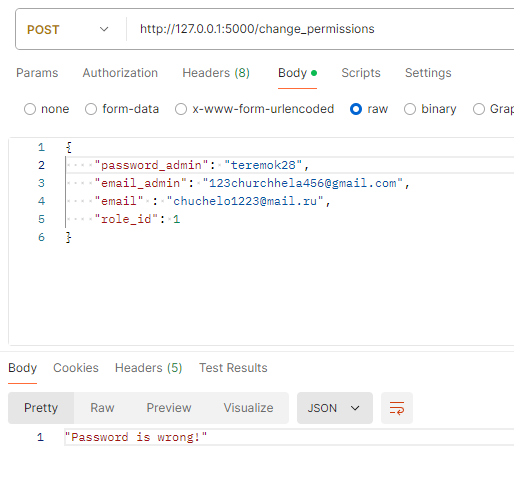 POST http://127.0.0.1:5000/change_permissions
Params Authorization Headers (8) Body Scripts Settings
none form-data x-www-form-urlencoded raw binary Grap
1 {
2 "password_admin": "teremok28",
3 "email_admin": "123churchhela456@gmail.com",
4 "email" : "chuchelo1223@mail.ru",
5 "role_id": 1
6 }
Body Cookies Headers (5) Test Results
Pretty Raw Preview Visualize JSON
1 "Password is wrong!"